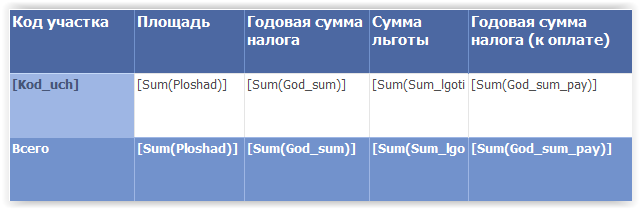 Код участка Площадь Годовая сумма налога Сумма льготы Годовая сумма налога (к оплате)
[Kod_uch] [Sum(Ploshad)] [Sum(God_sum)] [Sum(Sum_lgoti [Sum(God_sum_pay)]
Всего [Sum(Ploshad)] [Sum(God_sum)] [Sum(Sum_lgo [Sum(God_sum_pay)]